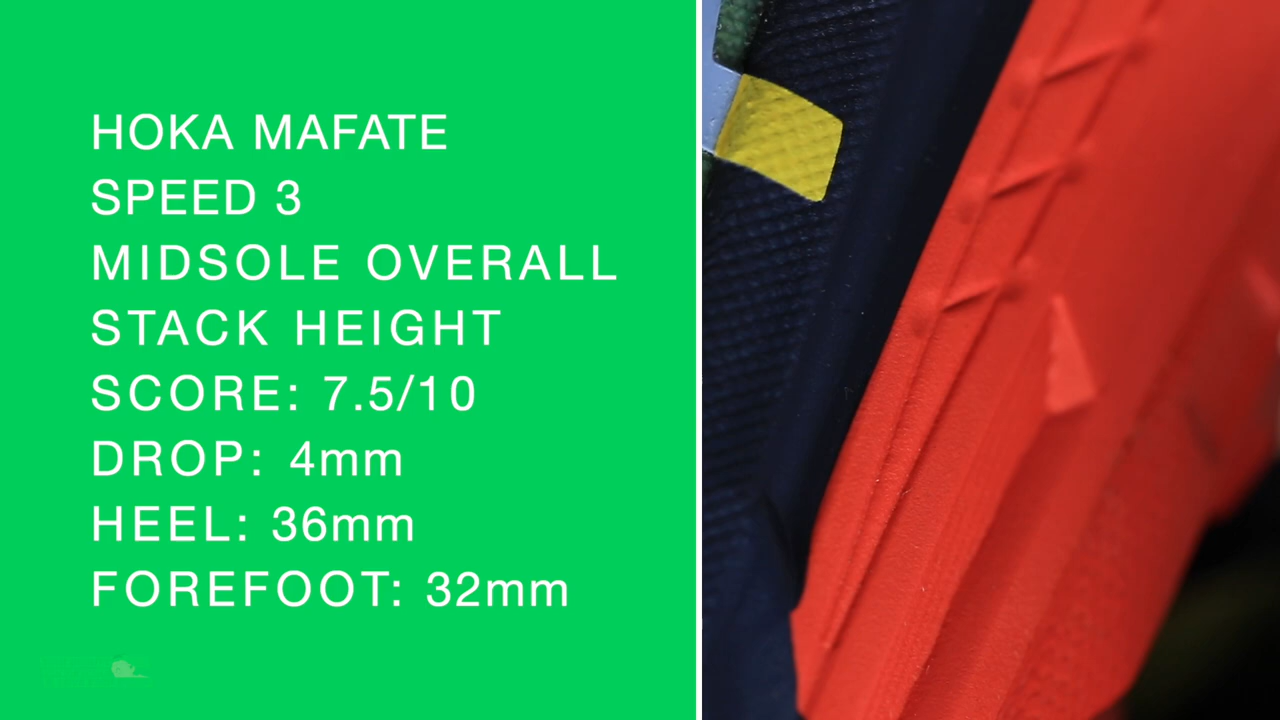 HOKA MAFATE
SPEED 3
MIDSOLE OVERALL
STACK HEIGHT
SCORE: 7.5/10
DROP: 4mm
HEEL: 36mm
FOREFOOT: 32mm